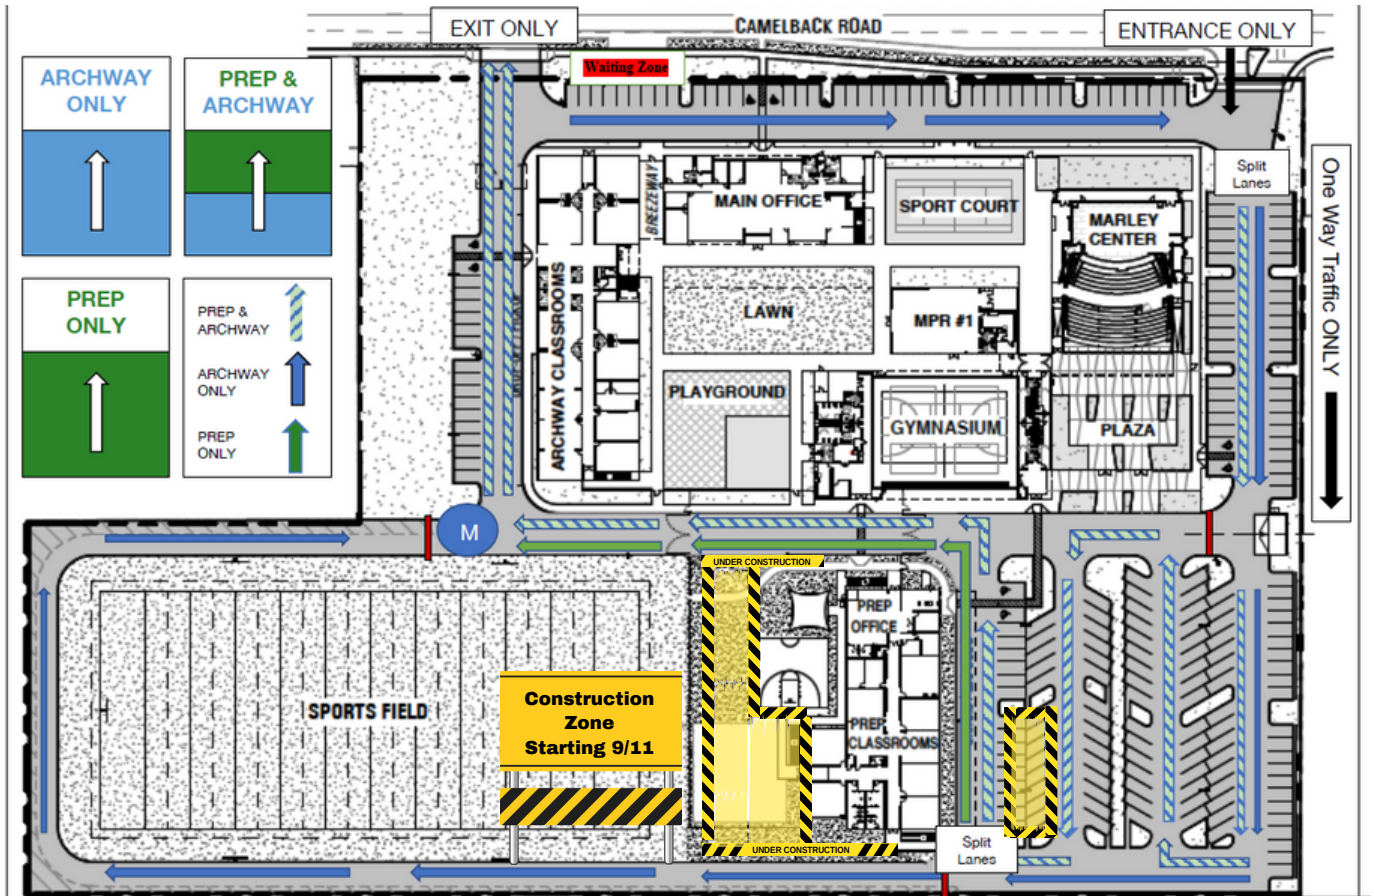 EXIT ONLY
CAMELBACK ROAD
ENTRANCE ONLY
Waiting Zone
ARCHWAY
ONLY
PREP &
ARCHWAY
PREP
ONLY
PREP &
ARCHWAY
ARCHWAY
ONLY
PREP
ONLY
Split
Lanes
One Way Traffic ONLY
BREEZEWAY
MAIN OFFICE
SPORT COURT
MARLEY
CENTER
ARCHWAY CLASSROOMS
LAWN
MPR #1
PLAYGROUND
GYMNASIUM
PLAZA
M
UNDER CONSTRUCTION
PREP
OFFICE
SPORTS FIELD
Construction
Zone
Starting 9/11
PREP
CLASSROOMS
UNDER CONSTRUCTION
Split
Lanes